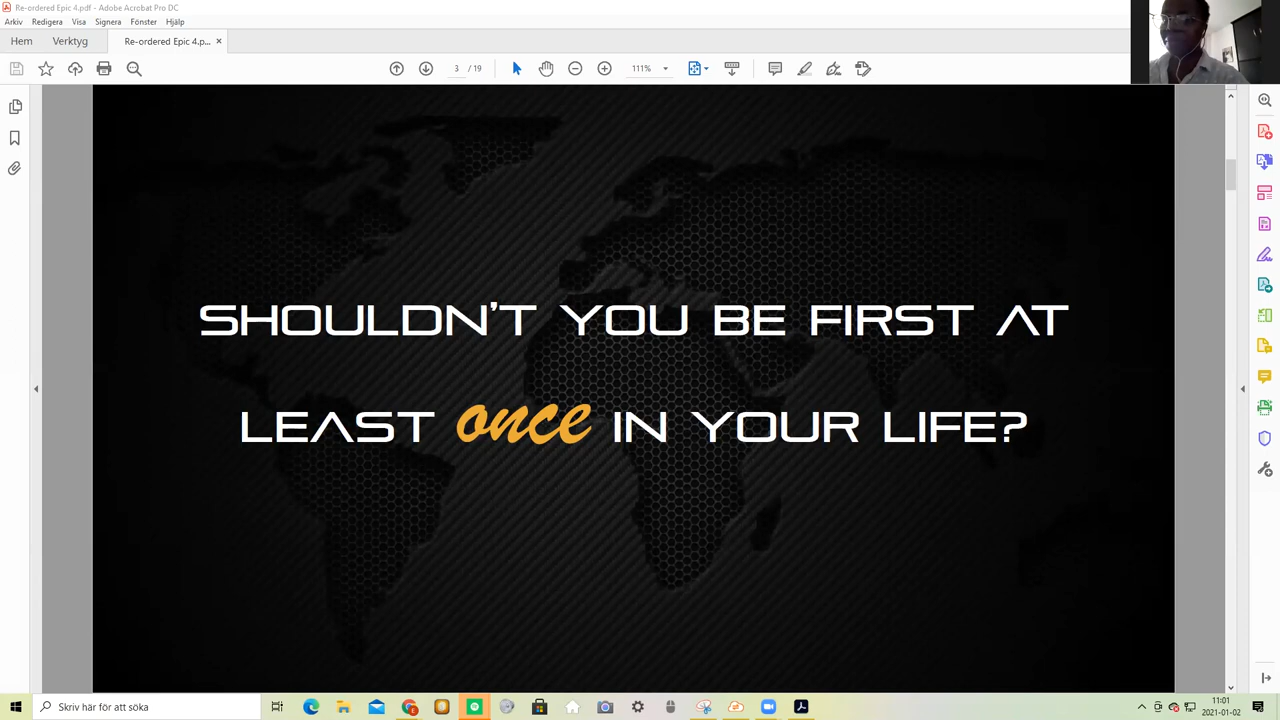 Re-ordered Epic 4.pdf - Adobe Acrobat Pro DC
Arkiv Redigera Visa Signera Fönster Hjälp
Hem Verktyg Re-ordered Epic 4.p... ×
3 / 19 111%
SHOULDN'T YOU BE FIRST AT
LEAST once IN YOUR LIFE?
Skriv här för att söka
11:01
2021-01-02